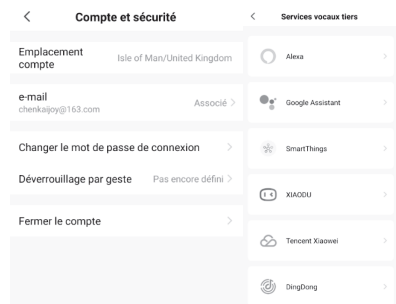 Compte et sécurité
Emplacement
compte
Isle of Man/United Kingdom
e-mail
chenkaijoy@163.com
Associé
Changer le mot de passe de connexion
Déverrouillage par geste
Pas encore défini
Fermer le compte
Services vocaux tiers
Alexa
Google Assistant
SmartThings
XIAODU
Tencent Xiaowei
DingDong